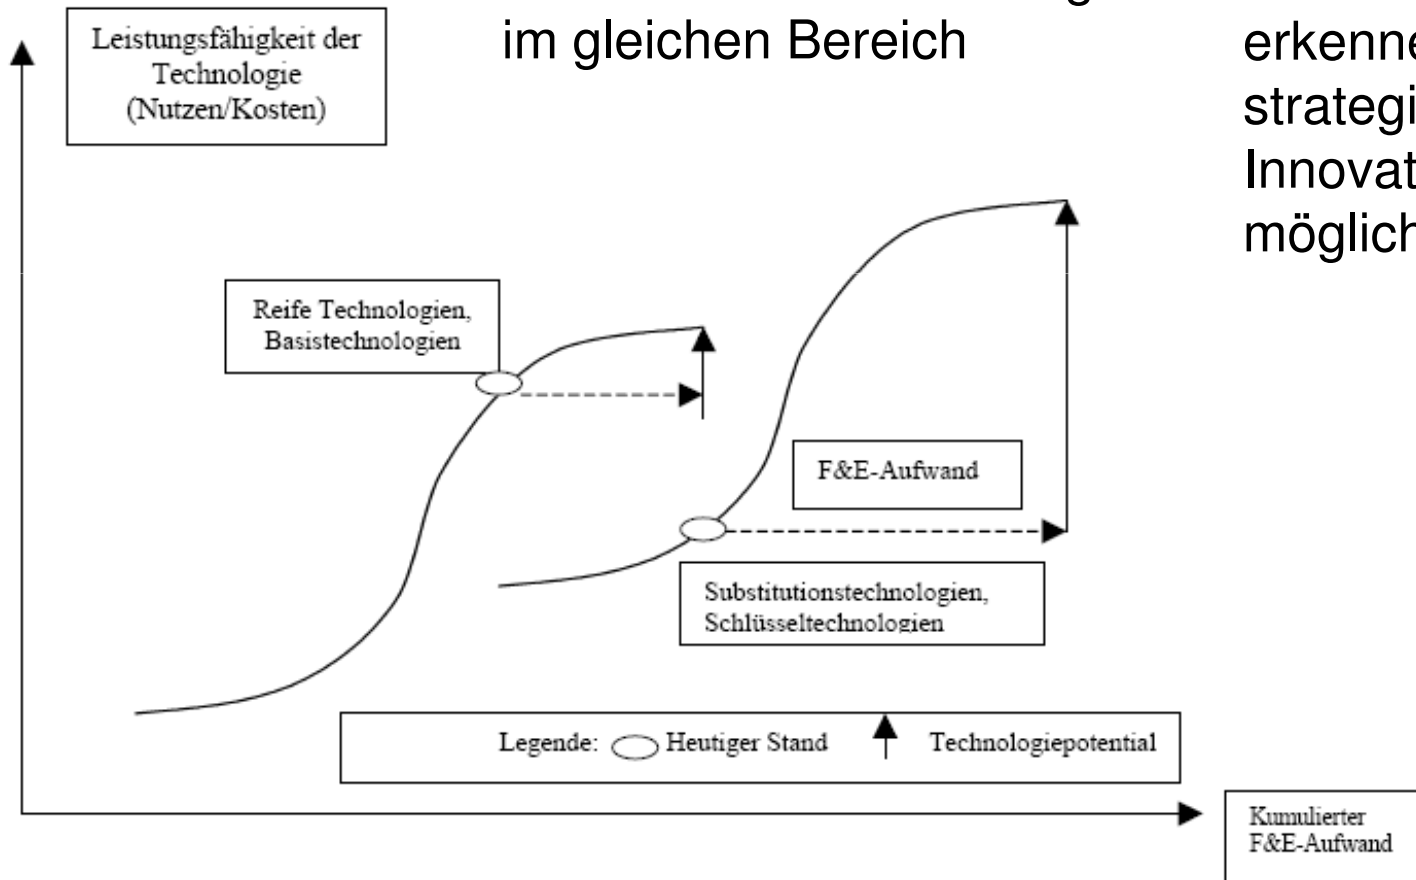 Leistungsfähigkeit der
Technologie
(Nutzen/Kosten)
im gleichen Bereich
Reife Technologien,
Basistechnologien
F&E-Aufwand
Substitutionstechnologien,
Schlüsseltechnologien
Legende: Heutiger Stand Technologiepotential
Kumulierter
F&E-Aufwand